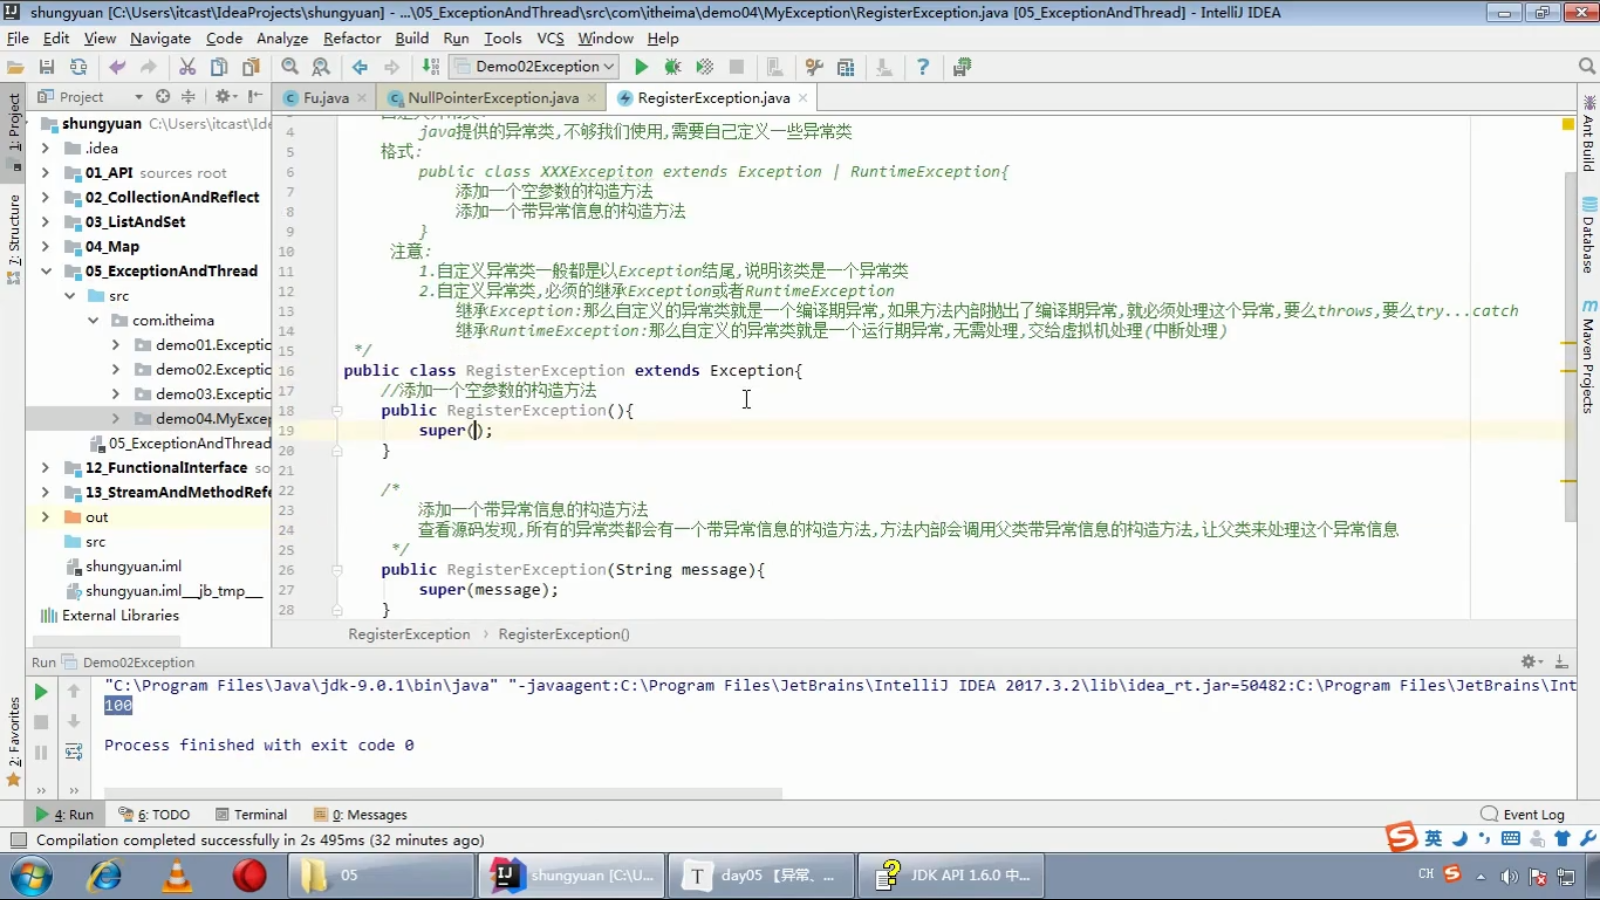 shungyuan [C:\Users\itcast\IdeaProjects\shungyuan] - ...\05_ExceptionAndThread\src\com\itheima\demo04\MyException\RegisterException.java [05_ExceptionAndThread] - IntelliJ IDEA
File Edit View Navigate Code Analyze Refactor Build Run Tools VCS Window Help
Demo02Exception
Project Fu.java NullPointerException.java RegisterException.java
shungyuan C:\Users\itcast\Ide
.idea
01_API sources root
02_CollectionAndReflect
03_ListAndSet
04_Map
05_ExceptionAndThread
src
com.itheima
demo01.Exceptic
demo02.Exceptic
demo03.Exceptic
demo04.MyExcep
05_ExceptionAndThread
12_FunctionalInterface so
13_StreamAndMethodRefe
out
src
shungyuan.iml
shungyuan.iml__jb_tmp__
External Libraries
1: Project
7: Structure
2: Favorites
4 java提供的异常类,不够我们使用,需要自己定义一些异常类
5 格式:
6 public class XXXExcepiton extends Exception | RuntimeException{
7 添加一个空参数的构造方法
8 添加一个带异常信息的构造方法
9 }
10 注意:
11 1.自定义异常类一般都是以Exception结尾,说明该类是一个异常类
12 2.自定义异常类,必须的继承Exception或者RuntimeException
13 继承Exception:那么自定义的异常类就是一个编译期异常,如果方法内部抛出了编译期异常,就必须处理这个异常,要么throws,要么try...catch
14 继承RuntimeException:那么自定义的异常类就是一个运行期异常,无需处理,交给虚拟机处理(中断处理)
15 */
16 public class RegisterException extends Exception{
17 //添加一个空参数的构造方法
18 public RegisterException(){
19 super();
20 }
21
22 /*
23 添加一个带异常信息的构造方法
24 查看源码发现,所有的异常类都会有一个带异常信息的构造方法,方法内部会调用父类带异常信息的构造方法,让父类来处理这个异常信息
25 */
26 public RegisterException(String message){
27 super(message);
28 }
RegisterException › RegisterException()
Ant Build
Database
Maven Projects
Run Demo02Exception
"C:\Program Files\Java\jdk-9.0.1\bin\java" "-javaagent:C:\Program Files\JetBrains\IntelliJ IDEA 2017.3.2\lib\idea_rt.jar=50482:C:\Program Files\JetBrains\Int
100
Process finished with exit code 0
4: Run 6: TODO Terminal 0: Messages Event Log
Compilation completed successfully in 2s 495ms (32 minutes ago)
英
05 shungyuan [C:\U... day05 【异常、... JDK API 1.6.0 中... CH